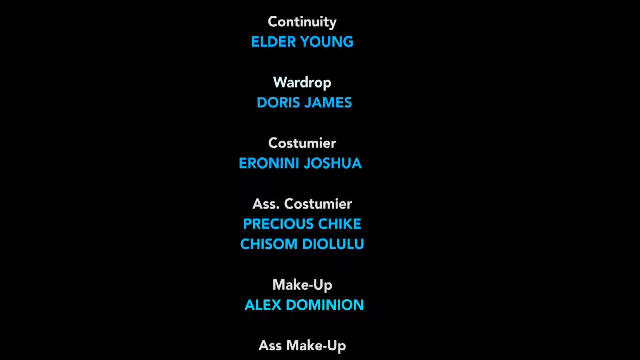 Continuity
ELDER YOUNG
Wardrop
DORIS JAMES
Costumier
ERONINI JOSHUA
Ass. Costumier
PRECIOUS CHIKE
CHISOM DIOLULU
Make-Up
ALEX DOMINION
Ass Make-Up